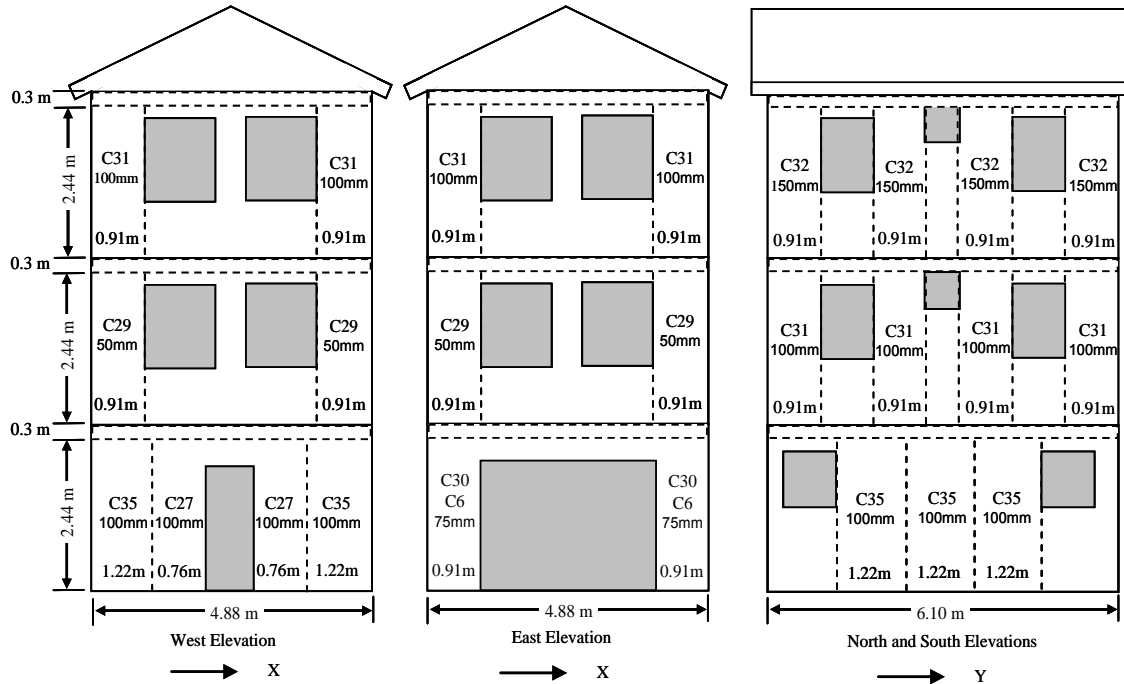 0.3 m
2.44 m
0.3 m
2.44 m
0.3 m
2.44 m
C31
100mm
C31
100mm
0.91m
0.91m
C29
50mm
C29
50mm
0.91m
0.91m
C35
100mm
C27
100mm
C27
100mm
C35
100mm
1.22m
0.76m
0.76m
1.22m
4.88 m
West Elevation
X
C31
100mm
C31
100mm
0.91m
0.91m
C29
50mm
C29
50mm
0.91m
0.91m
C30
C6
75mm
C30
C6
75mm
0.91m
0.91m
4.88 m
East Elevation
X
C32
150mm
C32
150mm
C32
150mm
C32
150mm
0.91m
0.91m
0.91m
0.91m
C31
100mm
C31
100mm
C31
100mm
C31
100mm
0.91m
0.91m
0.91m
0.91m
C35
100mm
C35
100mm
C35
100mm
1.22m
1.22m
1.22m
6.10 m
North and South Elevations
Y